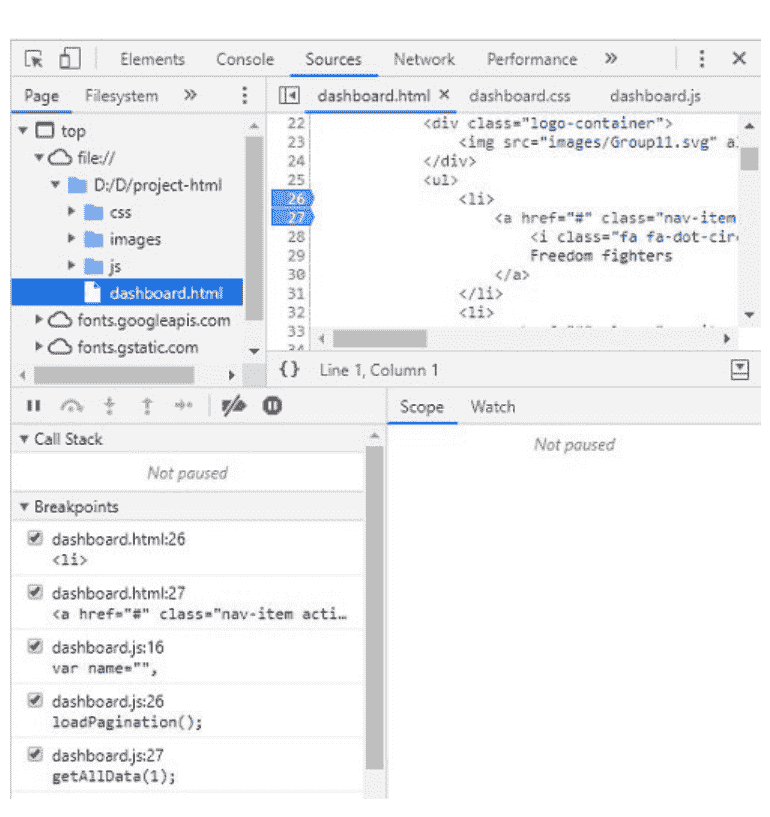 Elements Console Sources Network Performance »
Page Filesystem »
dashboard.html × dashboard.css dashboard.js
top
file://
D:/D/project-html
css
images
js
dashboard.html
fonts.googleapis.com
fonts.gstatic.com
22 <div class="logo-container">
23 <img src="images/Group11.svg" a
24 </div>
25 <ul>
26 <li>
27 <a href="#" class="nav-item
28 <i class="fa fa-dot-cir
29 Freedom fighters
30 </a>
31 </li>
32 <li>
33
34
{} Line 1, Column 1
Call Stack
Not paused
Breakpoints
dashboard.html:26
<li>
dashboard.html:27
<a href="#" class="nav-item acti…
dashboard.js:16
var name="",
dashboard.js:26
loadPagination();
dashboard.js:27
getAllData(1);
Scope Watch
Not paused